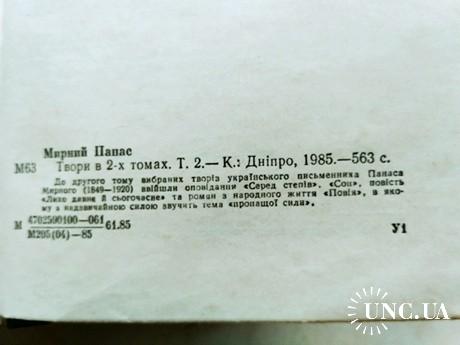 Мирний Панас
М63 Твори в 2-х томах. Т. 2.— К.: Дніпро, 1985.—563 с.
До другого тому вибраних творів українського письменника Панаса
Мирного (1849—1920) ввійшли оповідання «Серед степів», «Сон», повість
«Лихо давнє й сьогочасне» та роман з народного життя «Повія», в яко-
му з надзвичайною силою звучить тема «пропащої сили».
М 4702590100—061 61.85
М205(04)—85
У1
UNC.UA